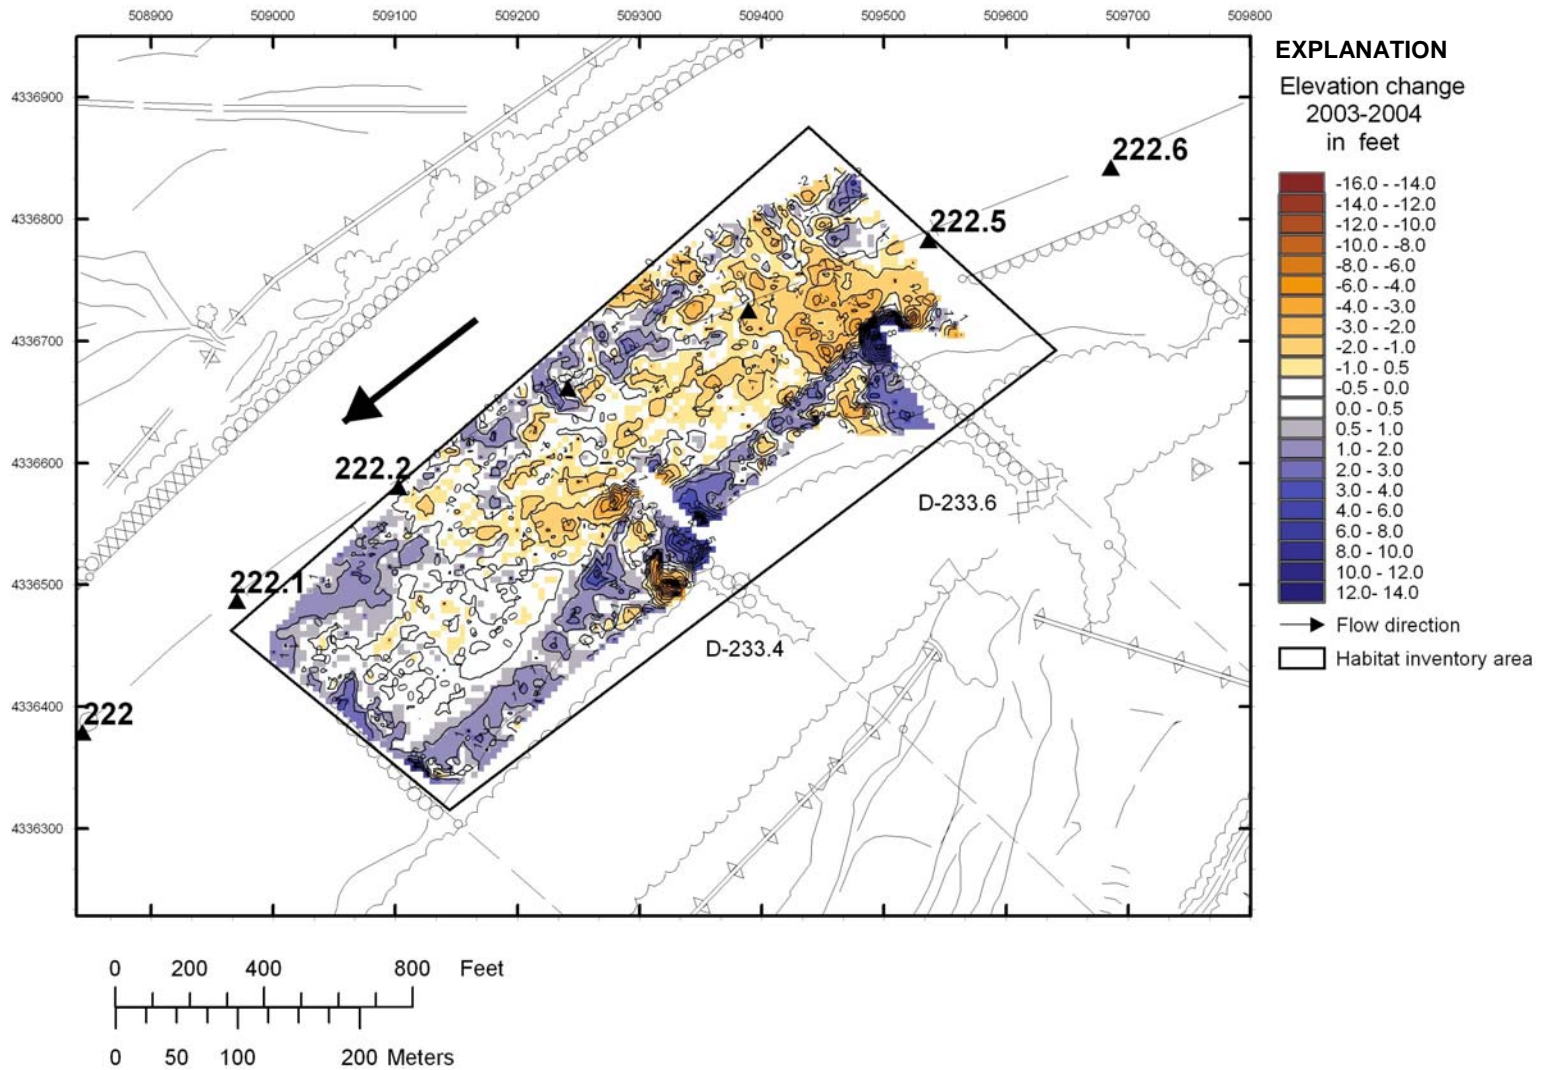 508900 509000 509100 509200 509300 509400 509500 509600 509700 509800
4336900
4336800
4336700
4336600
4336500
4336400
4336300
222.6
222.5
222.2
222.1
222
D-233.6
D-233.4
EXPLANATION
Elevation change
2003-2004
in feet
-16.0 - -14.0
-14.0 - -12.0
-12.0 - -10.0
-10.0 - -8.0
-8.0 - -6.0
-6.0 - -4.0
-4.0 - -3.0
-3.0 - -2.0
-2.0 - -1.0
-1.0 - 0.5
-0.5 - 0.0
0.0 - 0.5
0.5 - 1.0
1.0 - 2.0
2.0 - 3.0
3.0 - 4.0
4.0 - 6.0
6.0 - 8.0
8.0 - 10.0
10.0 - 12.0
12.0- 14.0
Flow direction
Habitat inventory area
0 200 400 800 Feet
0 50 100 200 Meters